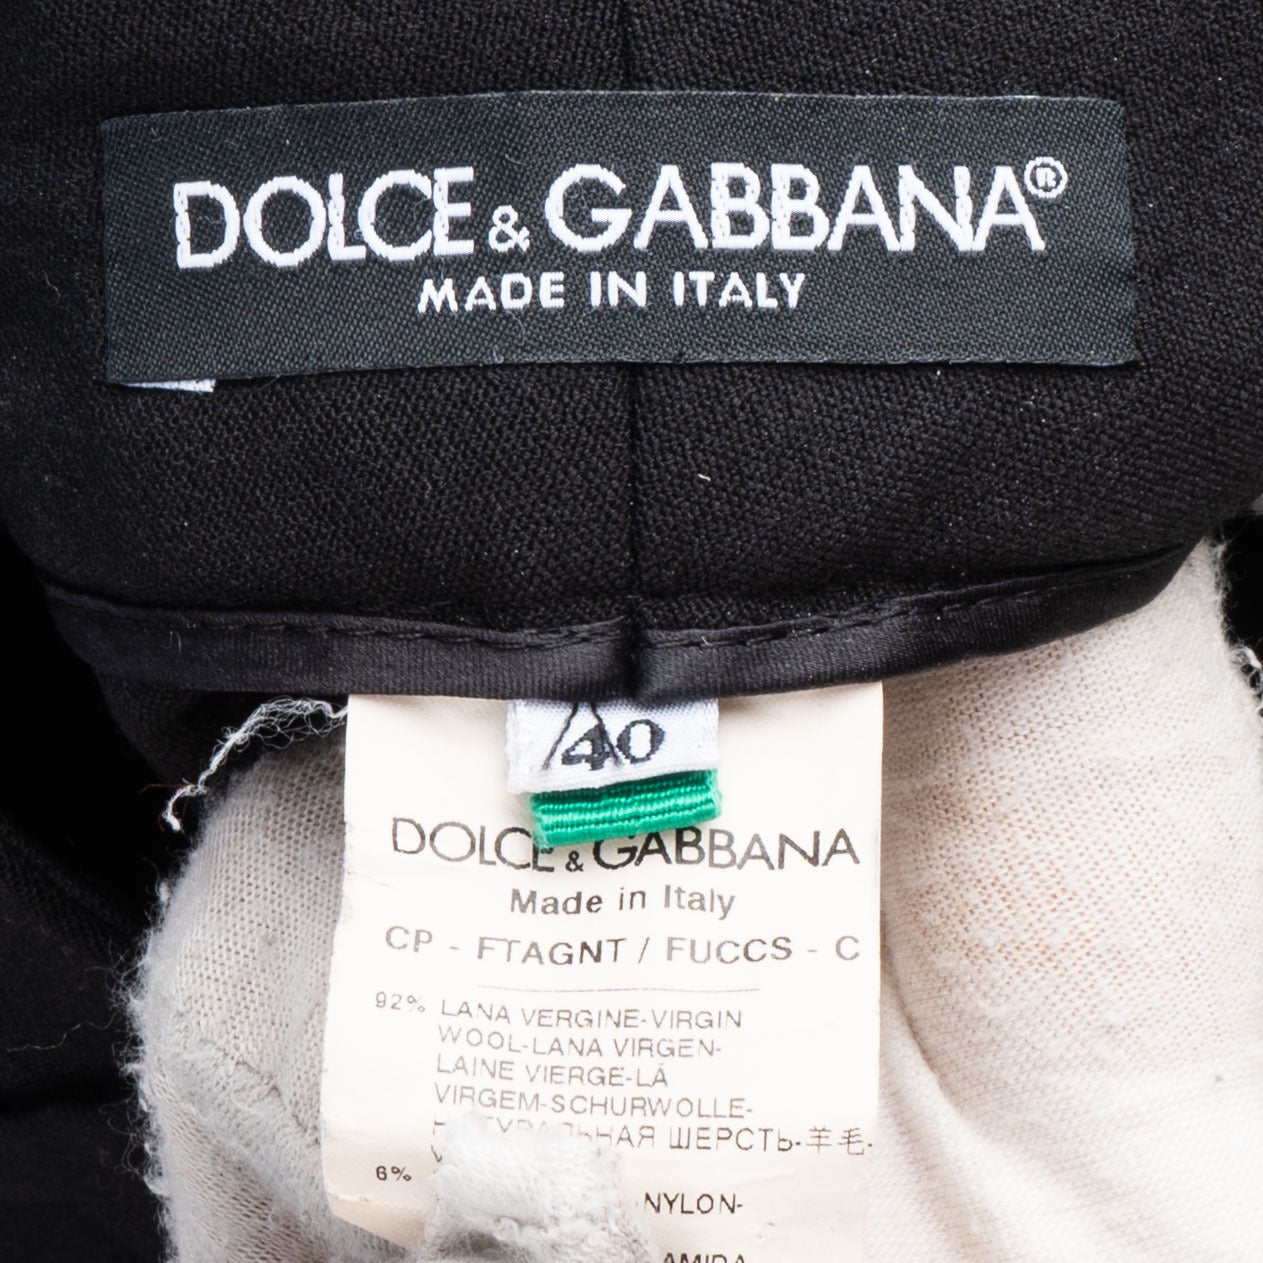 DOLCE & GABBANA®
MADE IN ITALY
40
DOLCE & GABBANA
Made in Italy
CP - FTAGNT / FUCCS - C
92% LANA VERGINE-VIRGIN
WOOL-LANA VIRGEN-
LAINE VIERGE-LÃ
VIRGEM-SCHURWOLLE-
ШЕРСТЬ-羊毛.
6%
NYLON-
AMIDA